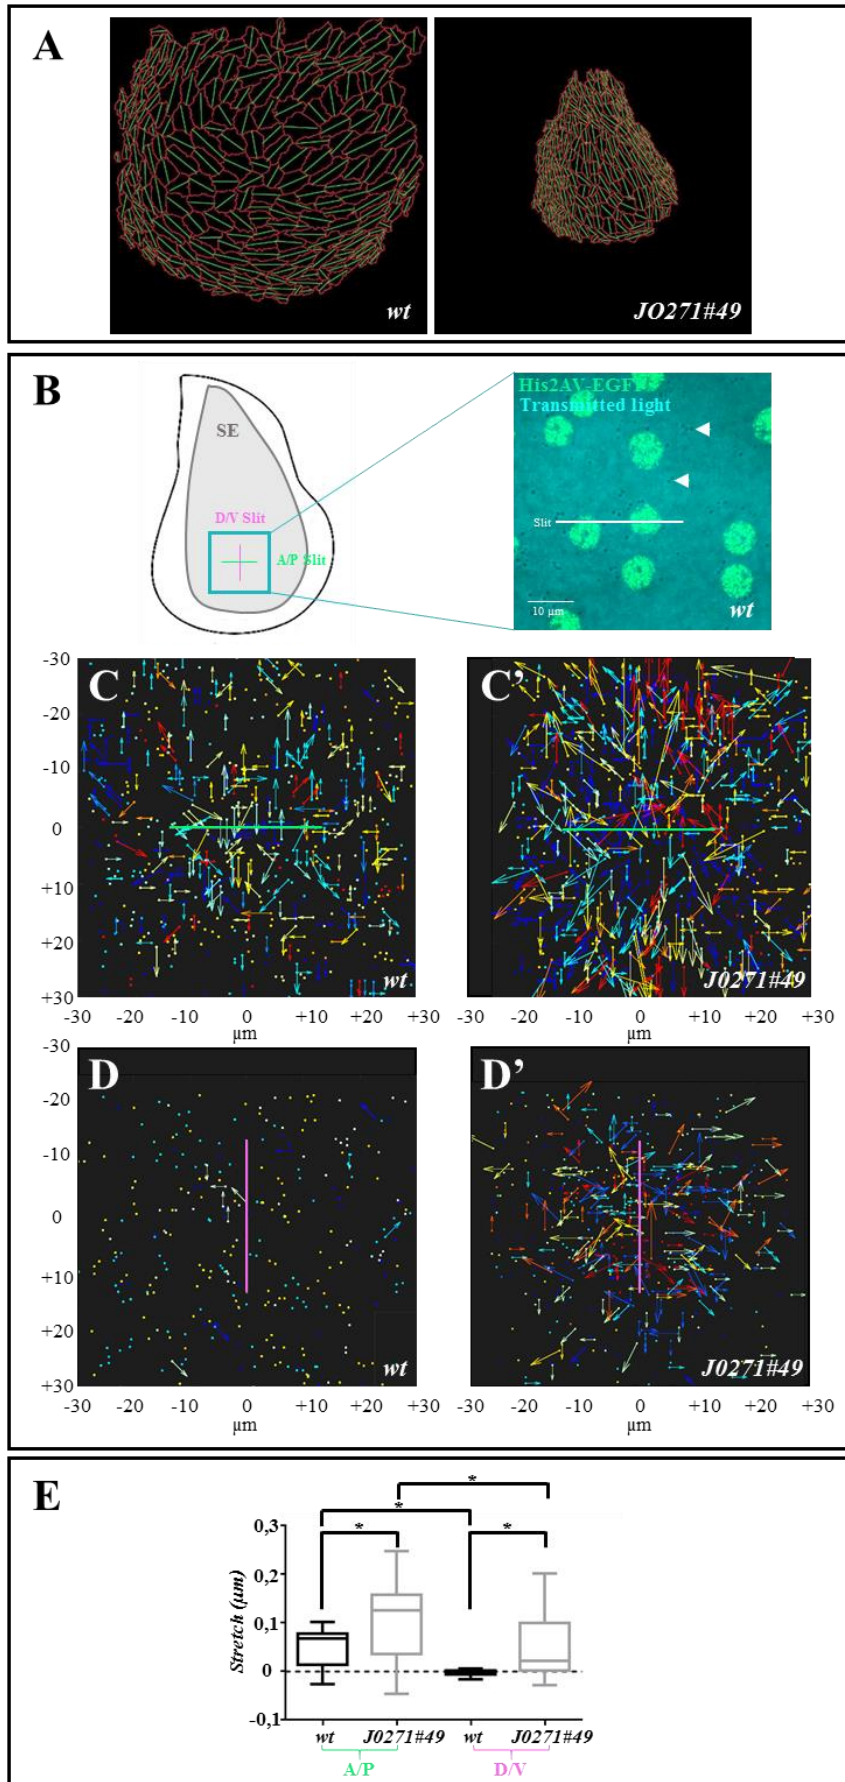 A
wt
JO271#49
B
SE
D/V Slit
A/P Slit
His2AV-EGF
Transmitted light
Slit
10 µm
wt
-30
-20
-10
0
+10
+20
+30
C
wt
C’
J0271#49
-30 -20 -10 0 +10 +20 +30
µm
-30 -20 -10 0 +10 +20 +30
µm
-30
-20
-10
0
+10
+20
+30
D
wt
D’
J0271#49
-30 -20 -10 0 +10 +20 +30
µm
-30 -20 -10 0 +10 +20 +30
µm
E
*
*
*
*
0,3
0,2
0,1
0
-0,1
Stretch (µm)
wt J0271#49 wt J0271#49
A/P D/V